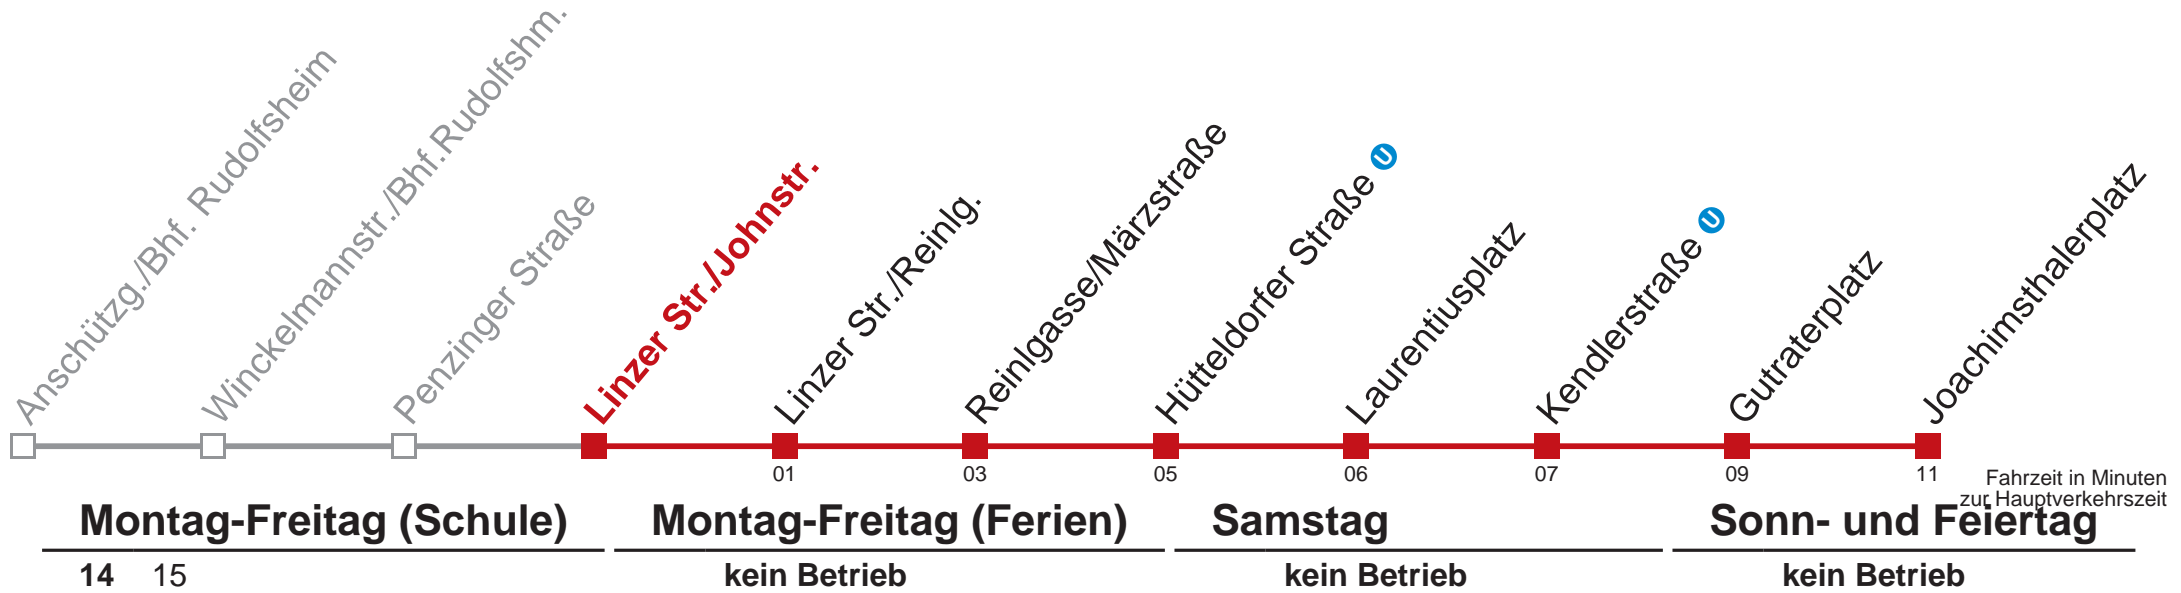 Anschützg./Bhf. Rudolfsheim
Winckelmannstr./Bhf.Rudolfshm.
Penzinger Straße
Linzer Str./Johnstr.
Linzer Str./Reinlg.
Reinlgasse/Märzstraße
Hütteldorfer Straße U
Laurentiusplatz
Kendlerstraße U
Gutraterplatz
Joachimsthalerplatz
01 03 05 06 07 09 11
Fahrzeit in Minuten
zur Hauptverkehrszeit
Montag-Freitag (Schule) Montag-Freitag (Ferien) Samstag Sonn- und Feiertag
14 15 kein Betrieb kein Betrieb kein Betrieb